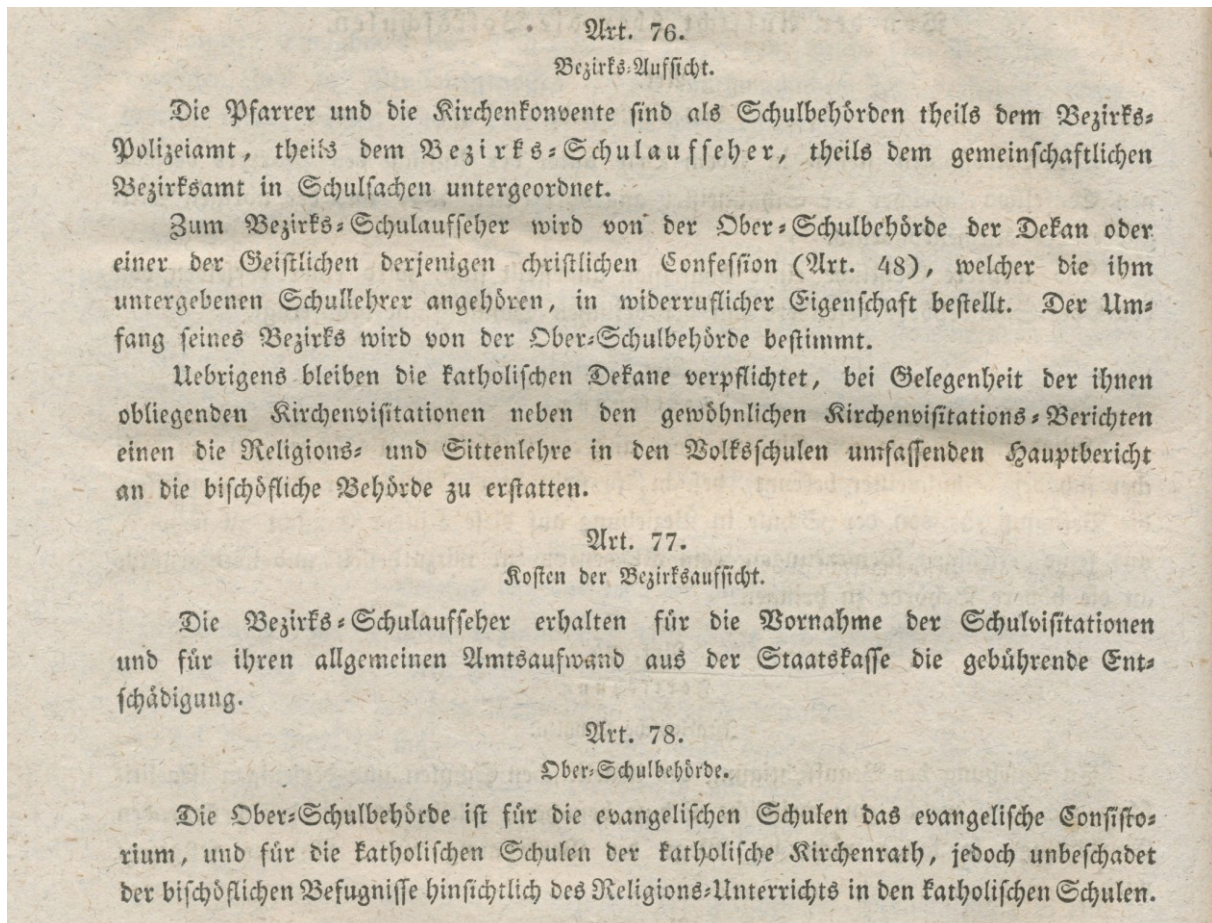 Art. 76.
Bezirks-Aufsicht.
Die Pfarrer und die Kirchenkonvente sind als Schulbehörden theils dem Bezirks-
Polizeiamt, theils dem Bezirks-Schulaufseher, theils dem gemeinschaftlichen
Bezirksamt in Schulsachen untergeordnet.
Zum Bezirks-Schulaufseher wird von der Ober-Schulbehörde der Dekan oder
einer der Geistlichen derjenigen christlichen Confession (Art. 48), welcher die ihm
untergebenen Schullehrer angehören, in widerruflicher Eigenschaft bestellt. Der Um-
fang seines Bezirks wird von der Ober-Schulbehörde bestimmt.
Uebrigens bleiben die katholischen Dekane verpflichtet, bei Gelegenheit der ihnen
obliegenden Kirchenvisitationen neben den gewöhnlichen Kirchenvisitations-Berichten
einen die Religions- und Sittenlehre in den Volksschulen umfassenden Hauptbericht
an die bischöfliche Behörde zu erstatten.
Art. 77.
Kosten der Bezirksaufsicht.
Die Bezirks-Schulaufseher erhalten für die Vornahme der Schulvisitationen
und für ihren allgemeinen Amtsaufwand aus der Staatskasse die gebührende Ent-
schädigung.
Art. 78.
Ober-Schulbehörde.
Die Ober-Schulbehörde ist für die evangelischen Schulen das evangelische Consisto-
rium, und für die katholischen Schulen der katholische Kirchenrath, jedoch unbeschadet
der bischöflichen Befugnisse hinsichtlich des Religions-Unterrichts in den katholischen Schulen.